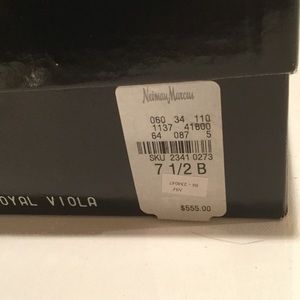 Neiman Marcus
060 34 110
1137 41800
64 087 5
SKU 2341 0273
7 1/2 B
$555.00
OYAL VIOLA